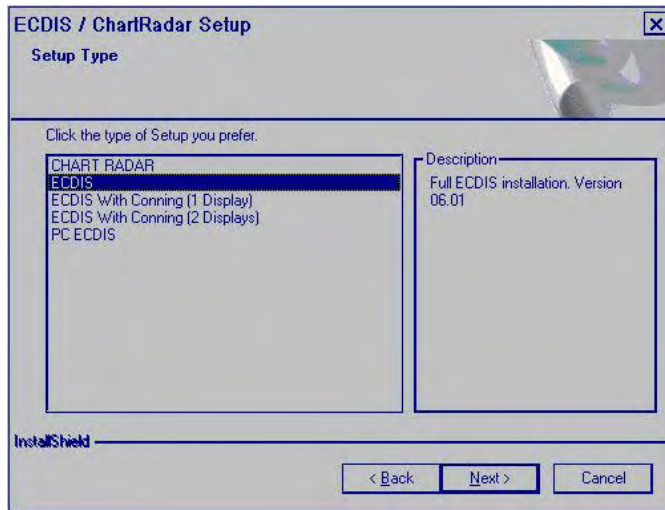 ECDIS / ChartRadar Setup
Setup Type
Click the type of Setup you prefer.
CHART RADAR
ECDIS
ECDIS With Conning (1 Display)
ECDIS With Conning (2 Displays)
PC ECDIS
Description
Full ECDIS installation. Version
06.01
InstallShield
< Back
Next >
Cancel